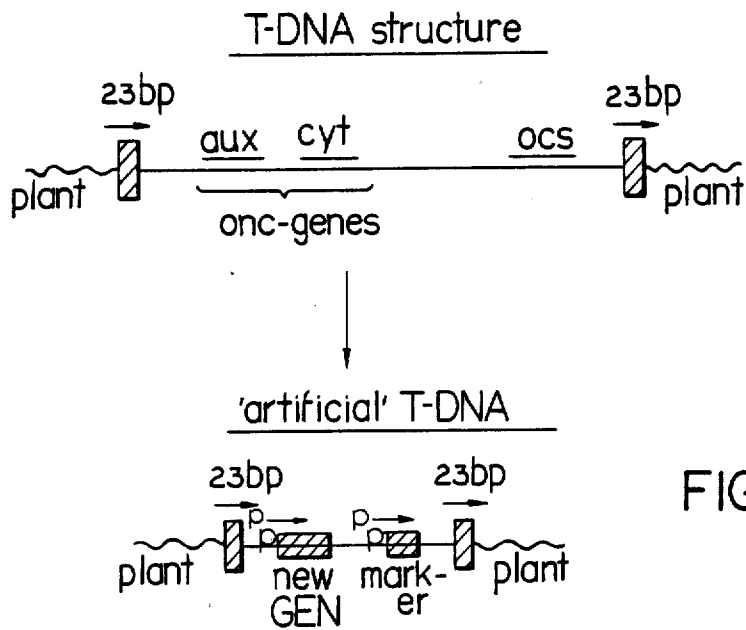 T-DNA structure
23bp 23bp
aux cyt ocs
plant plant
onc-genes
'artificial' T-DNA
23bp 23bp
FIG
p p
p p
plant new mark- plant
GEN er